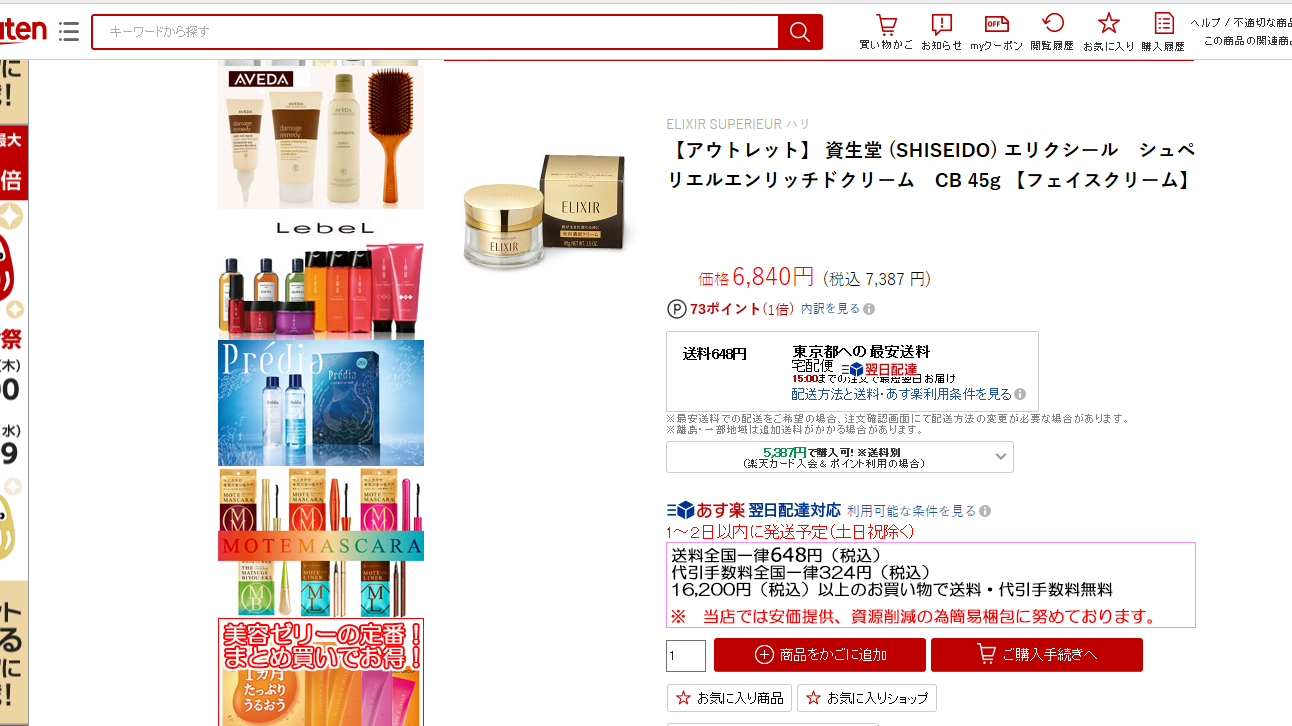 キーワードから探す
買い物かご
お知らせ
myクーポン
閲覧履歴
お気に入り
購入履歴
ヘルプ / 不適切な商品
この商品の関連商品
最大
倍
祭
(木)
00
(水)
9
AVEDA
damage remedy
LebeL
Prédia
MOTE MASCARA
MOTE MASCARA
MOTE MASCARA
MOTEMASCARA
THE MATSUGE BIYOU-EKI
MOTE LINER
MOTE LINER
美容ゼリーの定番！
まとめ買いでお得！
1カ月
たっぷり
うるおう
ELIXIR
ELIXIR
ELIXIR SUPERIEUR ハリ
【アウトレット】 資生堂 (SHISEIDO) エリクシール　シュペ
リエルエンリッチドクリーム　CB 45g 【フェイスクリーム】
価格 6,840円 (税込 7,387 円)
73ポイント(1倍) 内訳を見る
送料648円
東京都への 最安送料
宅配便 翌日配達
15:00までの注文で最短翌日お届け
配送方法と送料・あす楽利用条件を見る
※最安送料での配送をご希望の場合、注文確認画面にて配送方法の変更が必要な場合があります。
※離島・一部地域は追加送料がかかる場合があります。
5,387円で購入可! ※送料別
(楽天カード入会＆ポイント利用の場合)
あす楽 翌日配達対応 利用可能な条件を見る
1～2日以内に発送予定(土日祝除く)
送料全国一律648円（税込）
代引手数料全国一律324円（税込）
16,200円（税込）以上のお買い物で送料・代引手数料無料
※　当店では安価提供、資源削減の為簡易梱包に努めております。
1
商品をかごに追加
ご購入手続きへ
お気に入り商品
お気に入りショップ